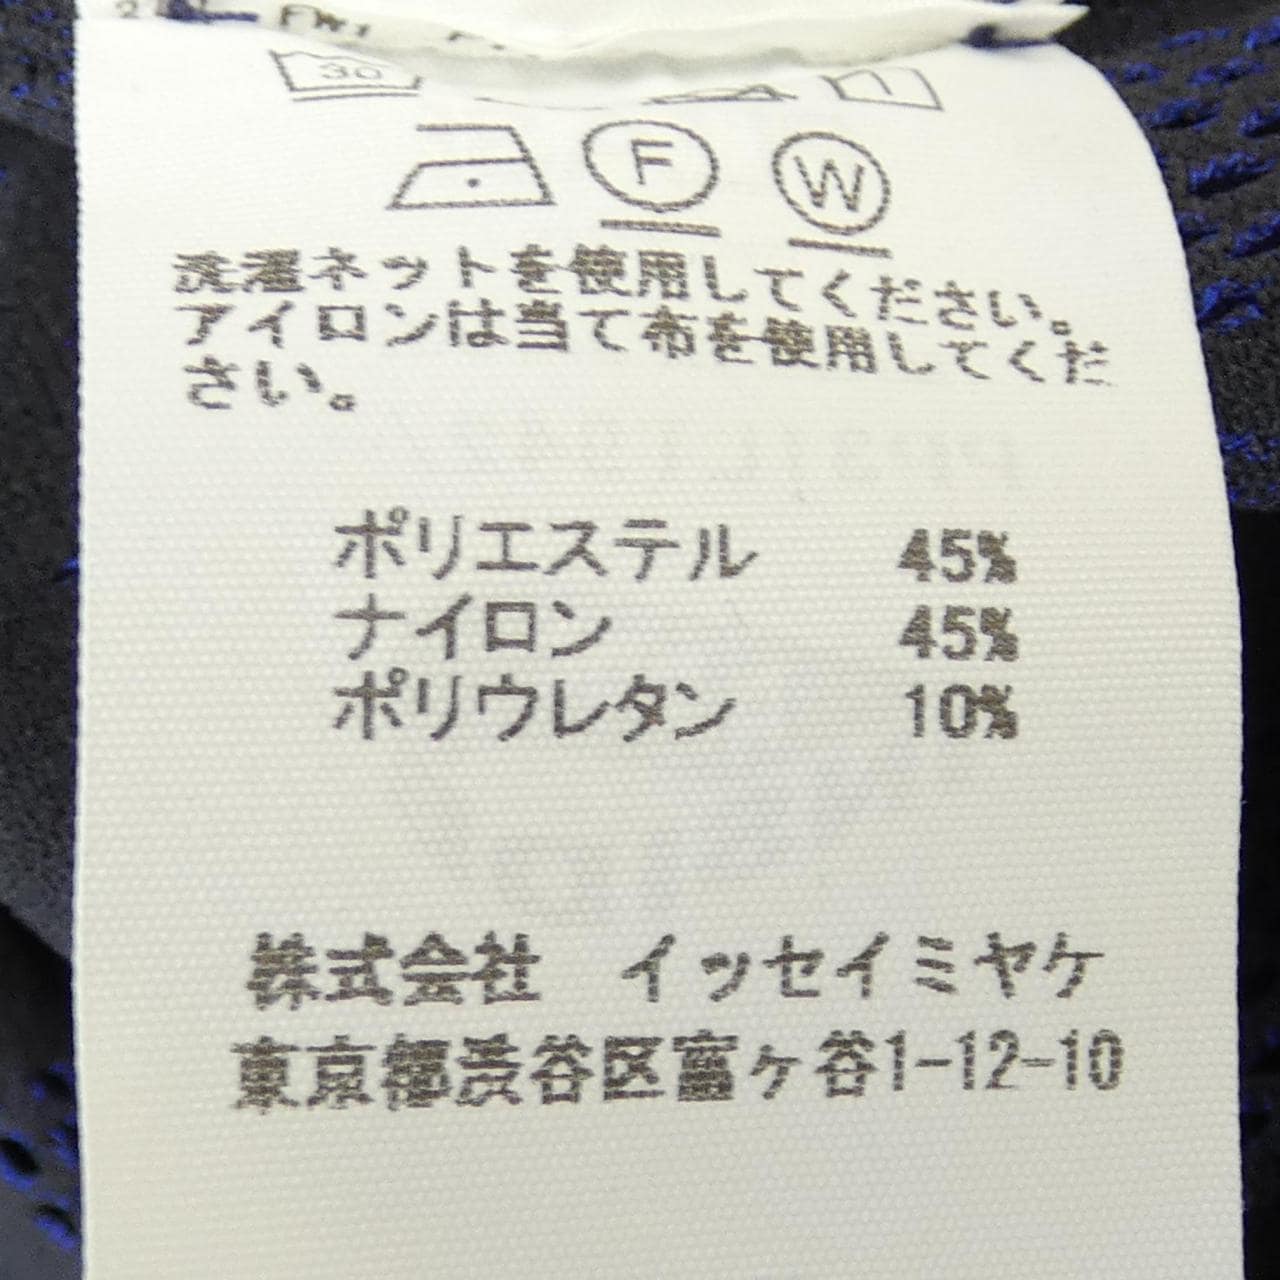 30
F W
洗濯ネットを使用してください。
アイロンは当て布を使用してくだ
さい。
ポリエステル 45%
ナイロン 45%
ポリウレタン 10%
株式会社 イッセイミヤケ
東京都渋谷区富ヶ谷1-12-10